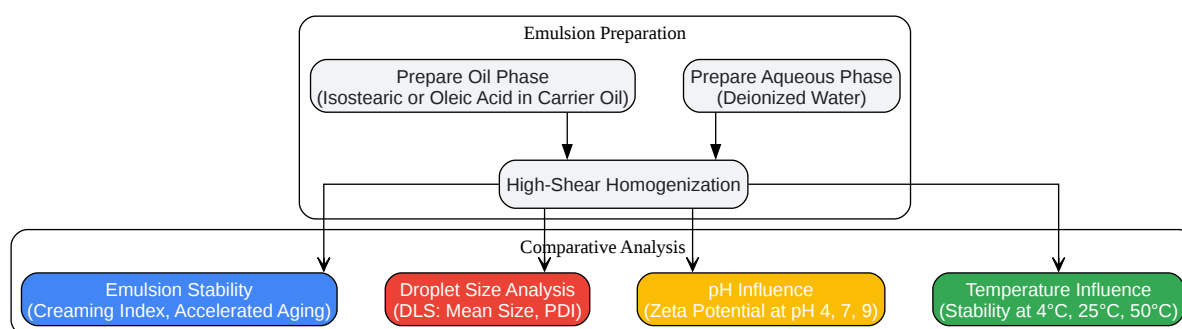 Emulsion Preparation
Prepare Oil Phase
(Isostearic or Oleic Acid in Carrier Oil)
Prepare Aqueous Phase
(Deionized Water)
High-Shear Homogenization
Comparative Analysis
Emulsion Stability
(Creaming Index, Accelerated Aging)
Droplet Size Analysis
(DLS: Mean Size, PDI)
pH Influence
(Zeta Potential at pH 4, 7, 9)
Temperature Influence
(Stability at 4°C, 25°C, 50°C)